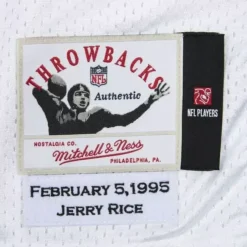 THROWBACKS
NFL
Authentic
NOSTALGIA CO.
Mitchell & Ness
PHILADELPHIA, PA.
NFL PLAYERS
FEBRUARY 5,1995
JERRY RICE